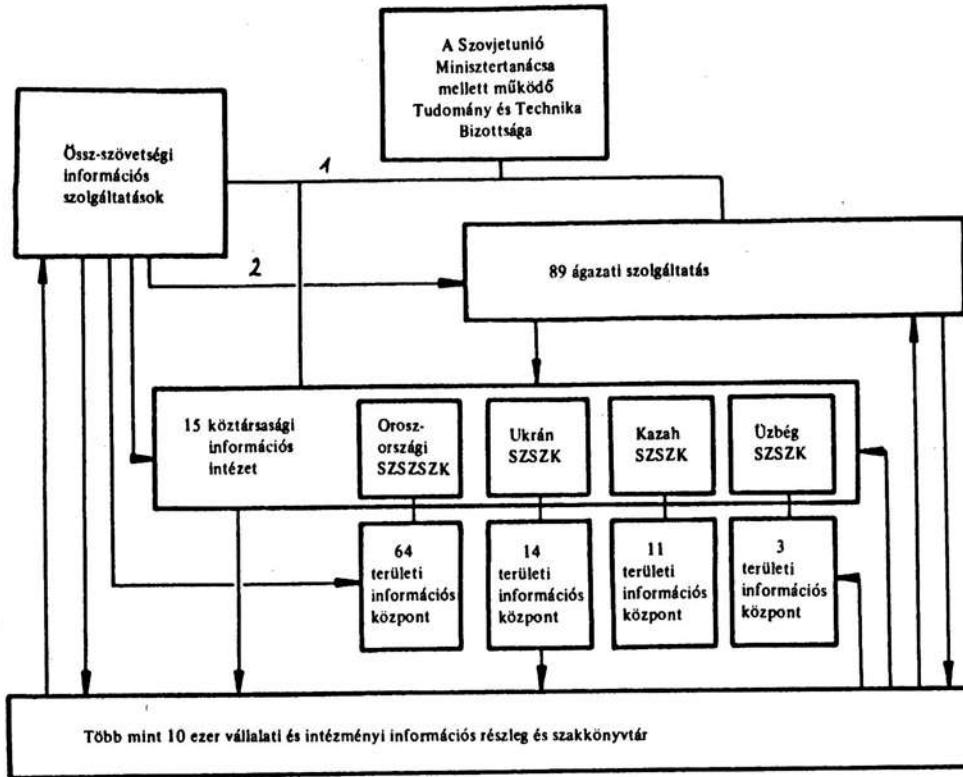 A Szovjetunió
Minisztertanácsa
mellett működő
Tudomány és Technika
Bizottsága
Össz-szövetségi
információs
szolgáltatások
1
2
89 ágazati szolgáltatás
15 köztársasági
információs
intézet
Orosz-
országi
SZSZSZK
Ukrán
SZSZK
Kazah
SZSZK
Üzbég
SZSZK
64
területi
információs
központ
14
területi
információs
központ
11
területi
információs
központ
3
területi
információs
központ
Több mint 10 ezer vállalati és intézményi információs részleg és szakkönyvtár